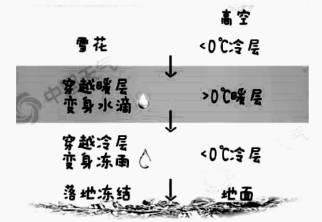 高空
雪花
<0℃冷层
穿越暖层
变身水滴
>0℃暖层
穿越冷层
变身冻雨
<0℃冷层
落地冻结
地面